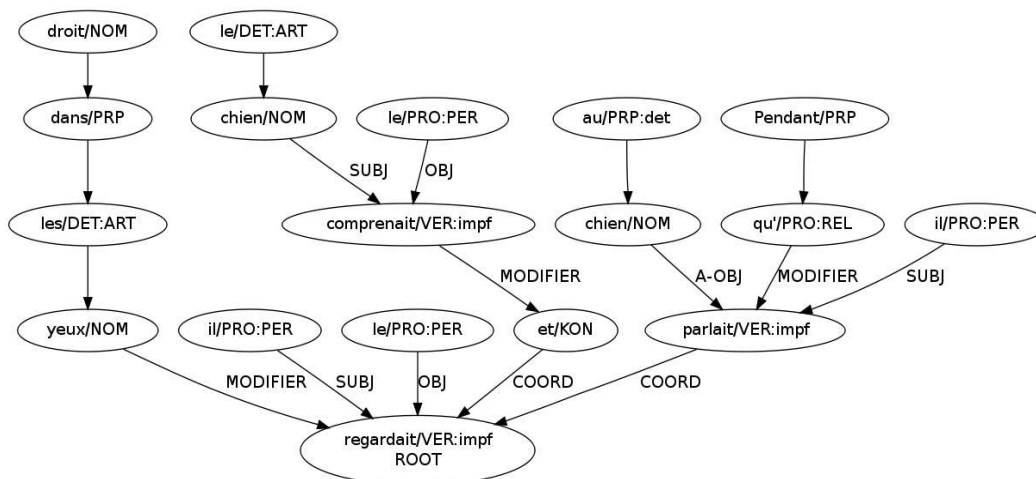 droit/NOM
le/DET:ART
dans/PRP
chien/NOM
le/PRO:PER
au/PRP:det
Pendant/PRP
SUBJ
OBJ
les/DET:ART
comprenait/VER:impf
chien/NOM
qu'/PRO:REL
il/PRO:PER
MODIFIER
A-OBJ
MODIFIER
SUBJ
yeux/NOM
il/PRO:PER
le/PRO:PER
et/KON
parlait/VER:impf
MODIFIER
SUBJ
OBJ
COORD
COORD
regardait/VER:impf
ROOT